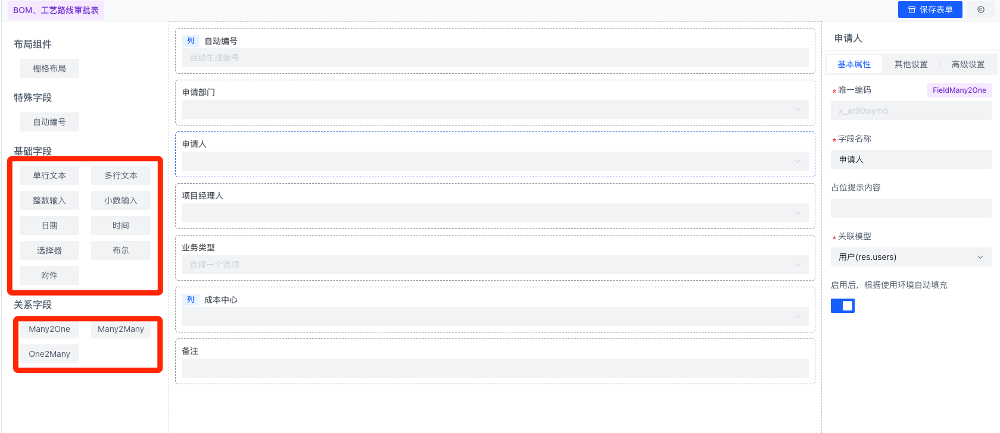 BOM、工艺路线审批表
保存表单
©
布局组件
栅格布局
特殊字段
自动编号
基础字段
单行文本
多行文本
整数输入
小数输入
日期
时间
选择器
布尔
附件
关系字段
Many2One
Many2Many
One2Many
列 自动编号
自动生成编号
申请部门
申请人
项目经理人
业务类型
选择一个选项
列 成本中心
备注
申请人
基本属性
其他设置
高级设置
* 唯一编码
FieldMany2One
x_at90wym5
* 字段名称
申请人
占位提示内容
* 关联模型
用户(res.users)
启用后，根据使用环境自动填充